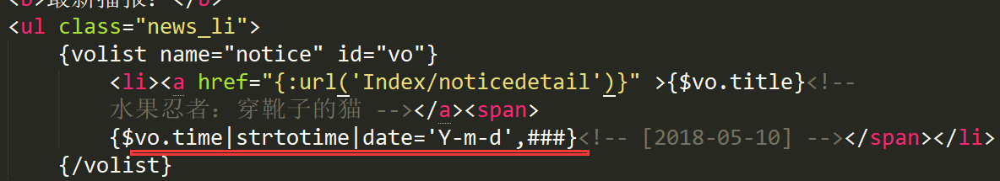 <b>最新播报：</b>
<ul class="news_li">
{volist name="notice" id="vo"}
<li><a href="{:url('Index/noticedetail')}" >{$vo.title}<!--
水果忍者：穿靴子的猫 --></a><span>
{$vo.time|strtotime|date='Y-m-d',###}<!-- [2018-05-10] --></span></li>
{/volist}